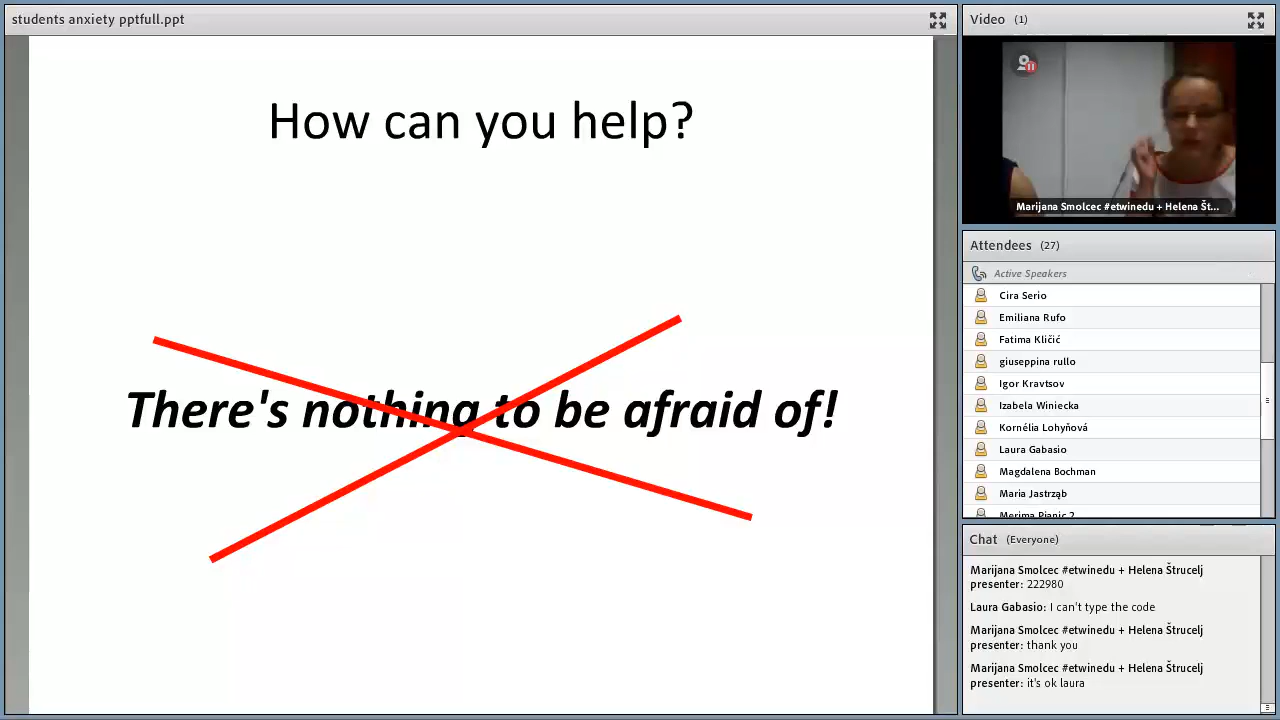 students anxiety pptfull.ppt
How can you help?
There's nothing to be afraid of!
Video (1)
Marijana Smolcec #etwinedu + Helena Št...
Attendees (27)
Active Speakers
Cira Serio
Emiliana Rufo
Fatima Kličić
giuseppina rullo
Igor Kravtsov
Izabela Winiecka
Kornélia Lohyňová
Laura Gabasio
Magdalena Bochman
Maria Jastrząb
Merima Pianic 2
Chat (Everyone)
Marijana Smolcec #etwinedu + Helena Štrucelj
presenter: 222980
Laura Gabasio: I can't type the code
Marijana Smolcec #etwinedu + Helena Štrucelj
presenter: thank you
Marijana Smolcec #etwinedu + Helena Štrucelj
presenter: it's ok laura